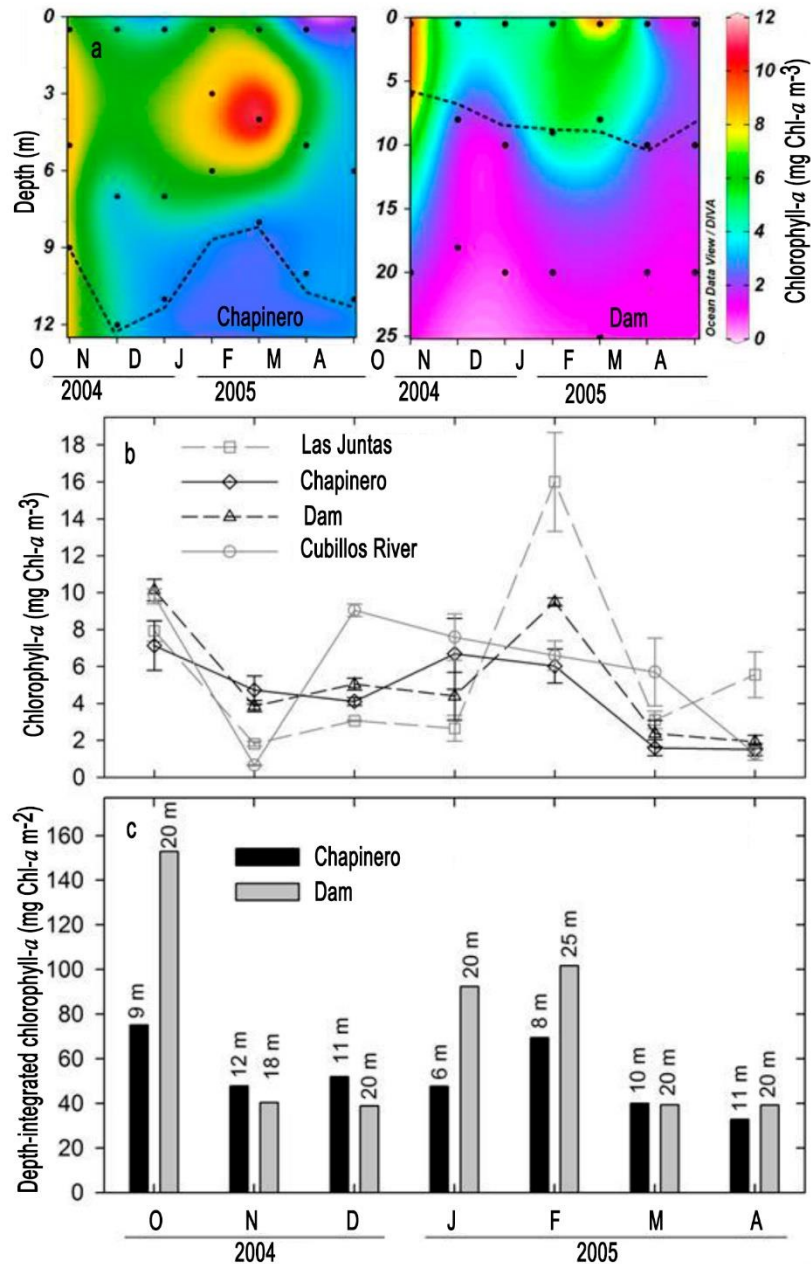 0
3
6
9
12
Depth (m)
a
Chapinero
O N D J F M A
2004 2005
0
5
10
15
20
25
Dam
O N D J F M A
2004 2005
Ocean Data View / DIVA
12
10
8
6
4
2
0
Chlorophyll-a (mg Chl-a m-3)
b
Las Juntas
Chapinero
Dam
Cubillos River
18
16
14
12
10
8
6
4
2
0
Chlorophyll-a (mg Chl-a m-3)
c
Chapinero
Dam
160
140
120
100
80
60
40
20
0
Depth-integrated chlorophyll-a (mg Chl-a m-2)
9 m 20 m 12 m 18 m 11 m 20 m 6 m 20 m 8 m 25 m 10 m 20 m 11 m 20 m
O N D J F M A
2004 2005